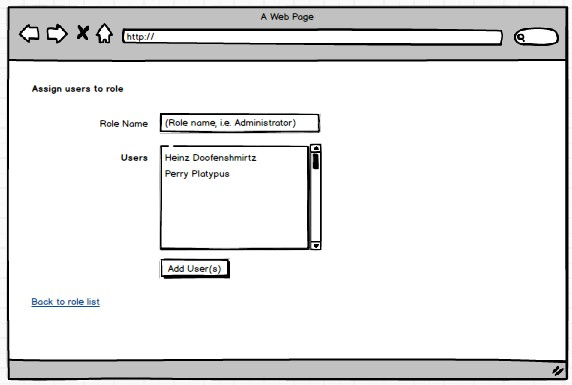 A Web Page
http://
Assign users to role
Role Name
(Role name, i.e. Administrator)
Users
Heinz Doofenshmirtz
Perry Platypus
Add User(s)
Back to role list